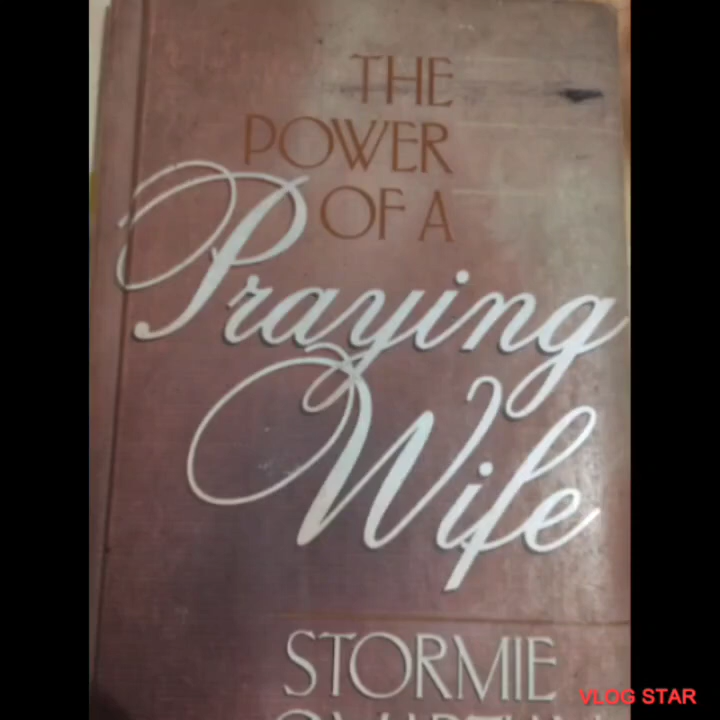 THE
POWER
OF A
Praying
Wife
STORMIE
VLOG STAR